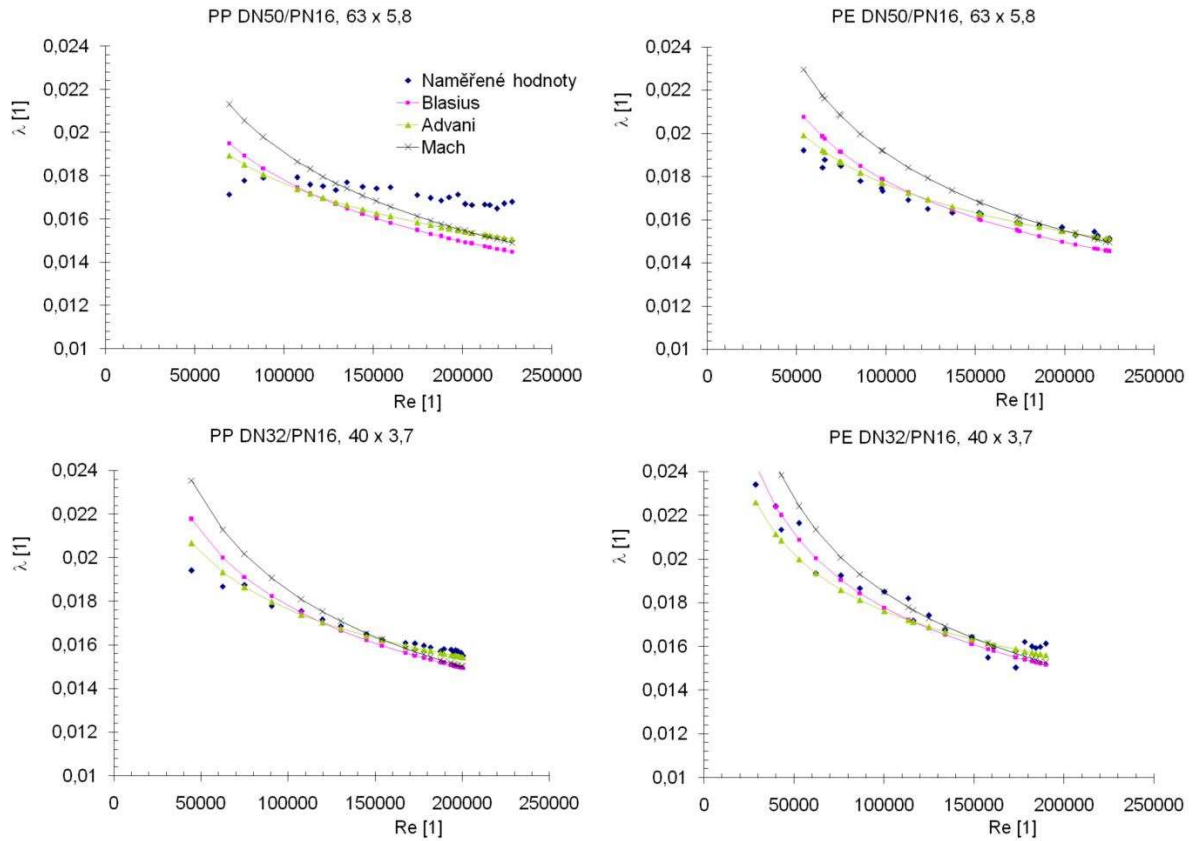 PP DN50/PN16, 63 x 5,8
0,024
0,022
0,02
0,018
0,016
0,014
0,012
0,01
λ [1]
Naměřené hodnoty
Blasius
Advani
Mach
0 50000 100000 150000 200000 250000
Re [1]
PE DN50/PN16, 63 x 5,8
0,024
0,022
0,02
0,018
0,016
0,014
0,012
0,01
λ [1]
0 50000 100000 150000 200000 250000
Re [1]
PP DN32/PN16, 40 x 3,7
0,024
0,022
0,02
0,018
0,016
0,014
0,012
0,01
λ [1]
0 50000 100000 150000 200000 250000
Re [1]
PE DN32/PN16, 40 x 3,7
0,024
0,022
0,02
0,018
0,016
0,014
0,012
0,01
λ [1]
0 50000 100000 150000 200000 250000
Re [1]